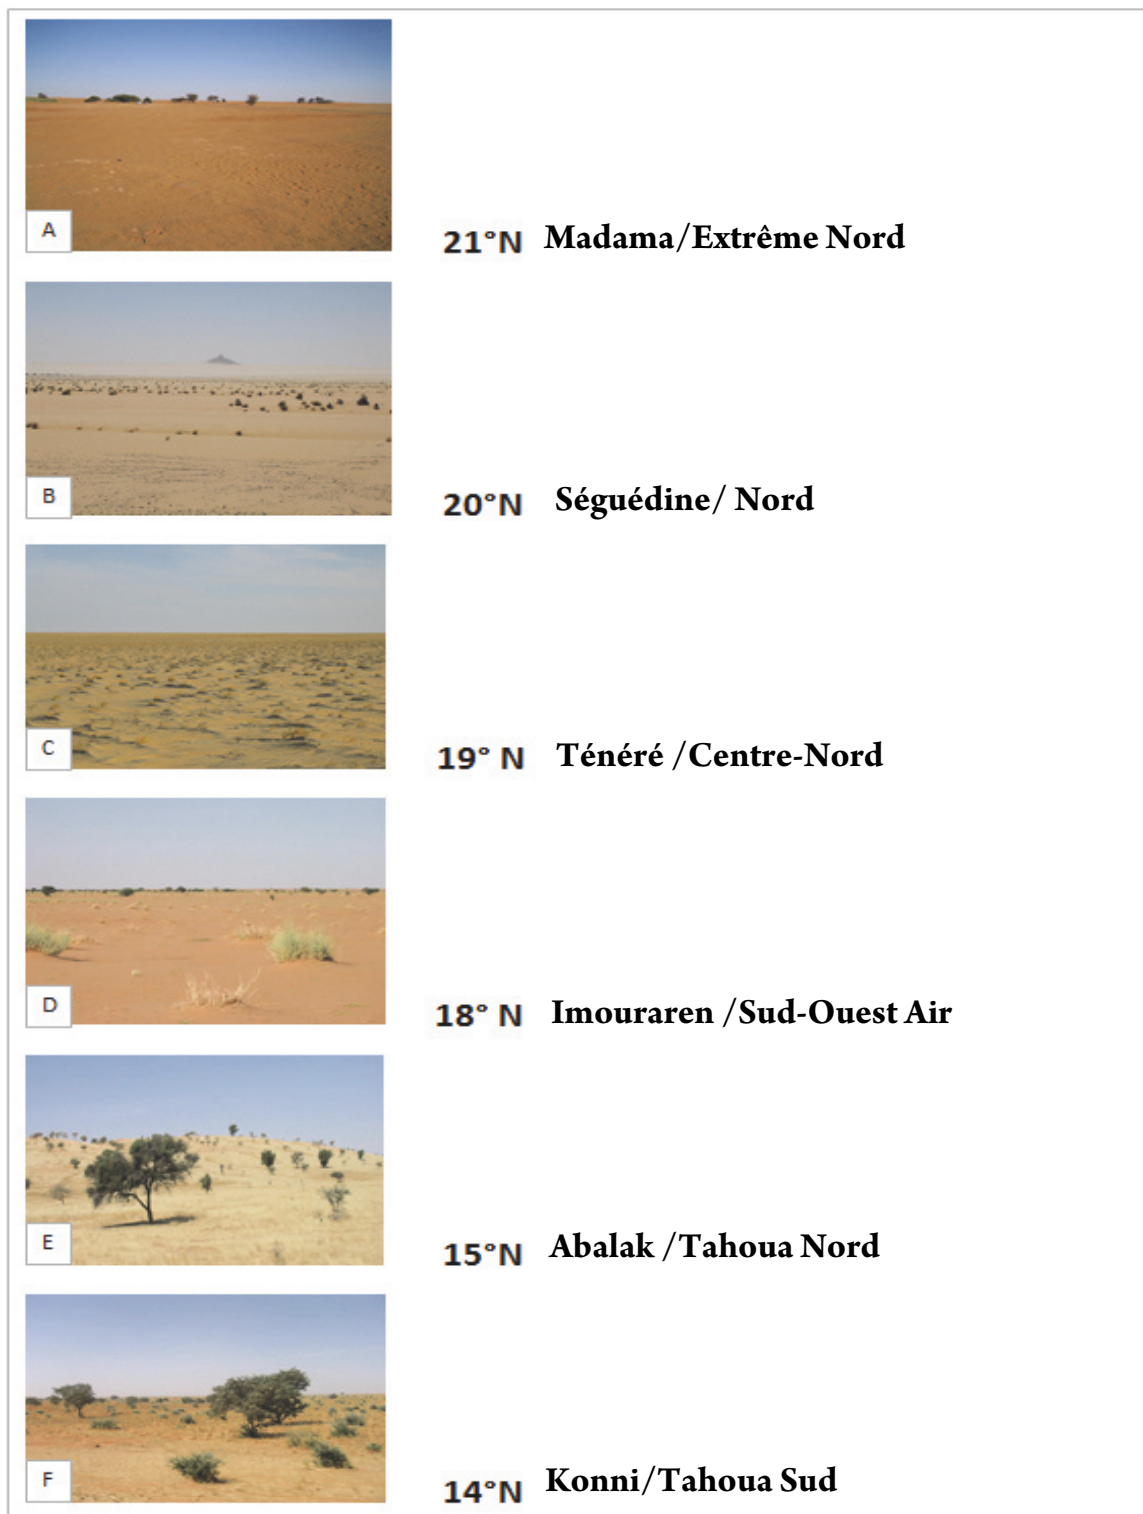 A
21°N Madama/Extrême Nord
B
20°N Séguédine/ Nord
C
19° N Ténéré /Centre-Nord
D
18° N Imouraren /Sud-Ouest Air
E
15°N Abalak /Tahoua Nord
F
14°N Konni/Tahoua Sud